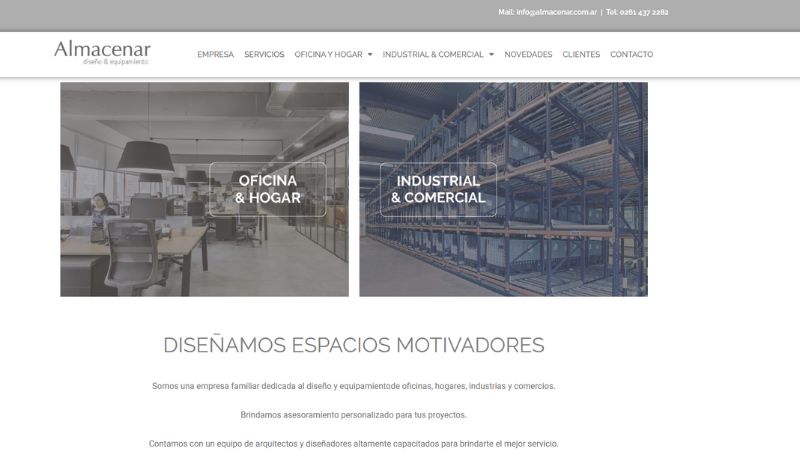 Mail: info@almacenar.com.ar | Tel: 0261 437 2282
Almacenar
diseño & equipamiento
EMPRESA SERVICIOS OFICINA Y HOGAR INDUSTRIAL & COMERCIAL NOVEDADES CLIENTES CONTACTO
OFICINA
& HOGAR
INDUSTRIAL
& COMERCIAL
DISEÑAMOS ESPACIOS MOTIVADORES
Somos una empresa familiar dedicada al diseño y equipamientode oficinas, hogares, industrias y comercios.
Brindamos asesoramiento personalizado para tus proyectos.
Contamos con un equipo de arquitectos y diseñadores altamente capacitados para brindarte el mejor servicio.